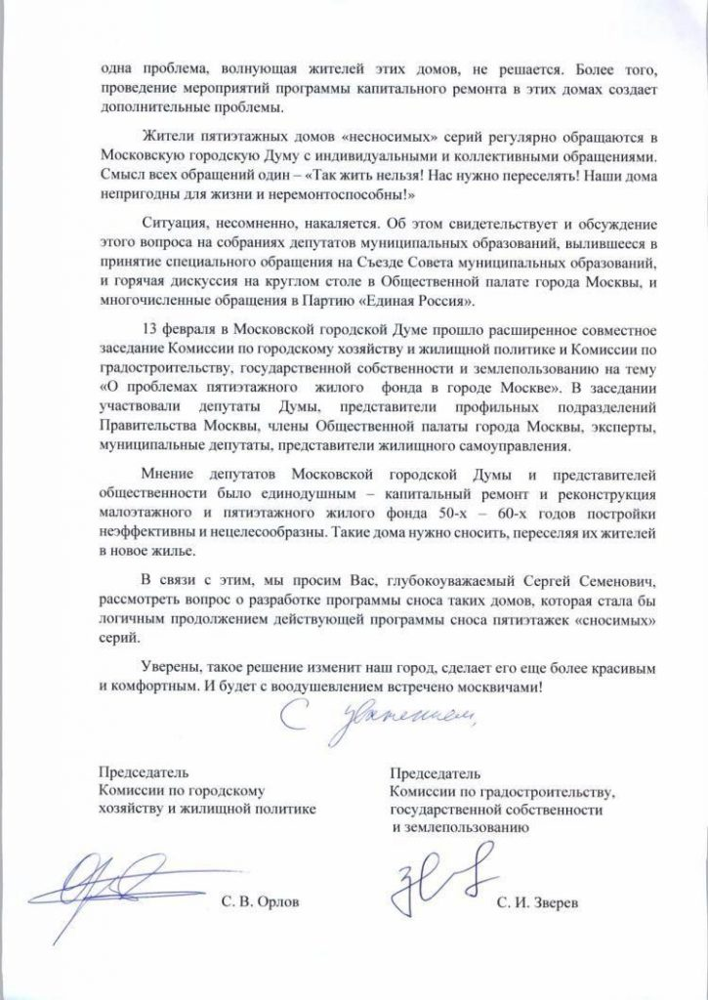 одна проблема, волнующая жителей этих домов, не решается. Более того,
проведение мероприятий программы капитального ремонта в этих домах создает
дополнительные проблемы.
Жители пятиэтажных домов «несносимых» серий регулярно обращаются в
Московскую городскую Думу с индивидуальными и коллективными обращениями.
Смысл всех обращений один – «Так жить нельзя! Нас нужно переселять! Наши дома
непригодны для жизни и неремонтоспособны!»
Ситуация, несомненно, накаляется. Об этом свидетельствует и обсуждение
этого вопроса на собраниях депутатов муниципальных образований, вылившееся в
принятие специального обращения на Съезде Совета муниципальных образований,
и горячая дискуссия на круглом столе в Общественной палате города Москвы, и
многочисленные обращения в Партию «Единая Россия».
13 февраля в Московской городской Думе прошло расширенное совместное
заседание Комиссии по городскому хозяйству и жилищной политике и Комиссии по
градостроительству, государственной собственности и землепользованию на тему
«О проблемах пятиэтажного жилого фонда в городе Москве». В заседании
участвовали депутаты Думы, представители профильных подразделений
Правительства Москвы, члены Общественной палаты города Москвы, эксперты,
муниципальные депутаты, представители жилищного самоуправления.
Мнение депутатов Московской городской Думы и представителей
общественности было единодушным – капитальный ремонт и реконструкция
малоэтажного и пятиэтажного жилого фонда 50-х – 60-х годов постройки
неэффективны и нецелесообразны. Такие дома нужно сносить, переселяя их жителей
в новое жилье.
В связи с этим, мы просим Вас, глубокоуважаемый Сергей Семенович,
рассмотреть вопрос о разработке программы сноса таких домов, которая стала бы
логичным продолжением действующей программы сноса пятиэтажек «сносимых»
серий.
Уверены, такое решение изменит наш город, сделает его еще более красивым
и комфортным. И будет с воодушевлением встречено москвичами!
С уважением,
Председатель
Комиссии по городскому
хозяйству и жилищной политике
С. В. Орлов
Председатель
Комиссии по градостроительству,
государственной собственности
и землепользованию
С. И. Зверев